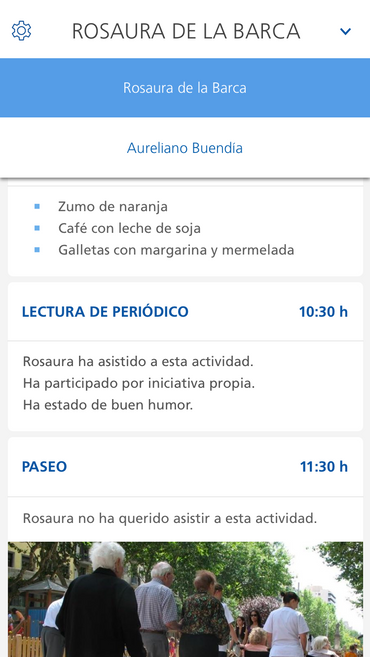 ROSAURA DE LA BARCA
Rosaura de la Barca
Aureliano Buendía
Zumo de naranja
Café con leche de soja
Galletas con margarina y mermelada
LECTURA DE PERIÓDICO 10:30 h
Rosaura ha asistido a esta actividad.
Ha participado por iniciativa propia.
Ha estado de buen humor.
PASEO 11:30 h
Rosaura no ha querido asistir a esta actividad.